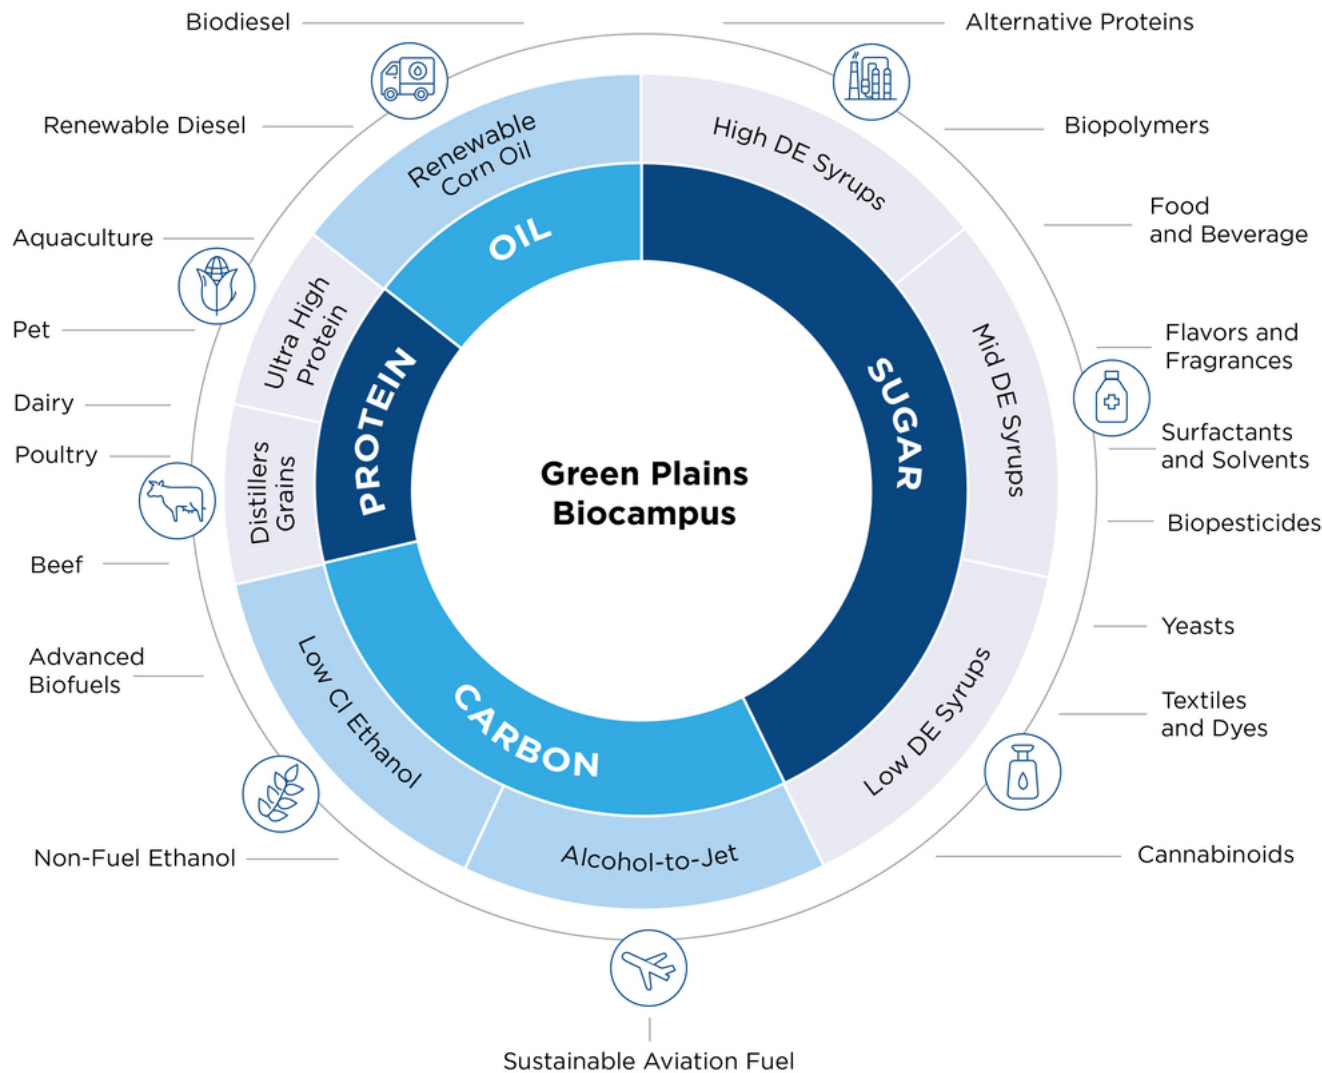 Biodiesel
Alternative Proteins
Renewable Diesel
Biopolymers
Aquaculture
Food
and Beverage
Pet
Flavors and
Fragrances
Dairy
Poultry
Surfactants
and Solvents
Beef
Biopesticides
Advanced
Biofuels
Yeasts
Textiles
and Dyes
Non-Fuel Ethanol
Cannabinoids
Sustainable Aviation Fuel
Renewable
Corn Oil
High DE Syrups
Ultra High
Protein
Mid DE Syrups
Distillers
Grains
Low DE Syrups
Low CI Ethanol
Alcohol-to-Jet
OIL
SUGAR
PROTEIN
CARBON
Green Plains
Biocampus